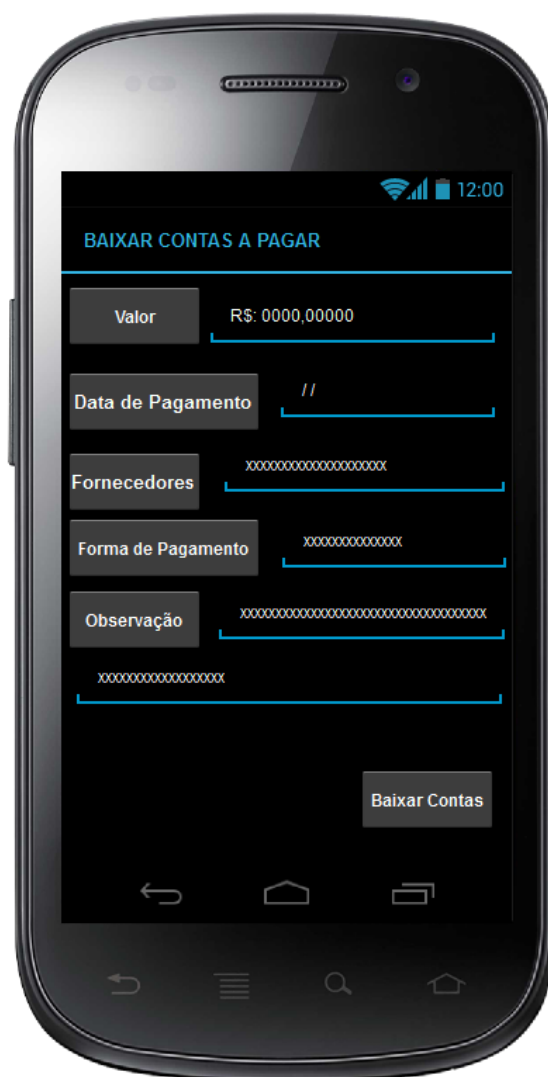 12:00
BAIXAR CONTAS A PAGAR
Valor R$: 0000,00000
Data de Pagamento / /
Fornecedores xxxxxxxxxxxxxxxxxxxx
Forma de Pagamento xxxxxxxxxxxxxx
Observação xxxxxxxxxxxxxxxxxxxxxxxxxxxxxxxxxxx
xxxxxxxxxxxxxxxxxx
Baixar Contas